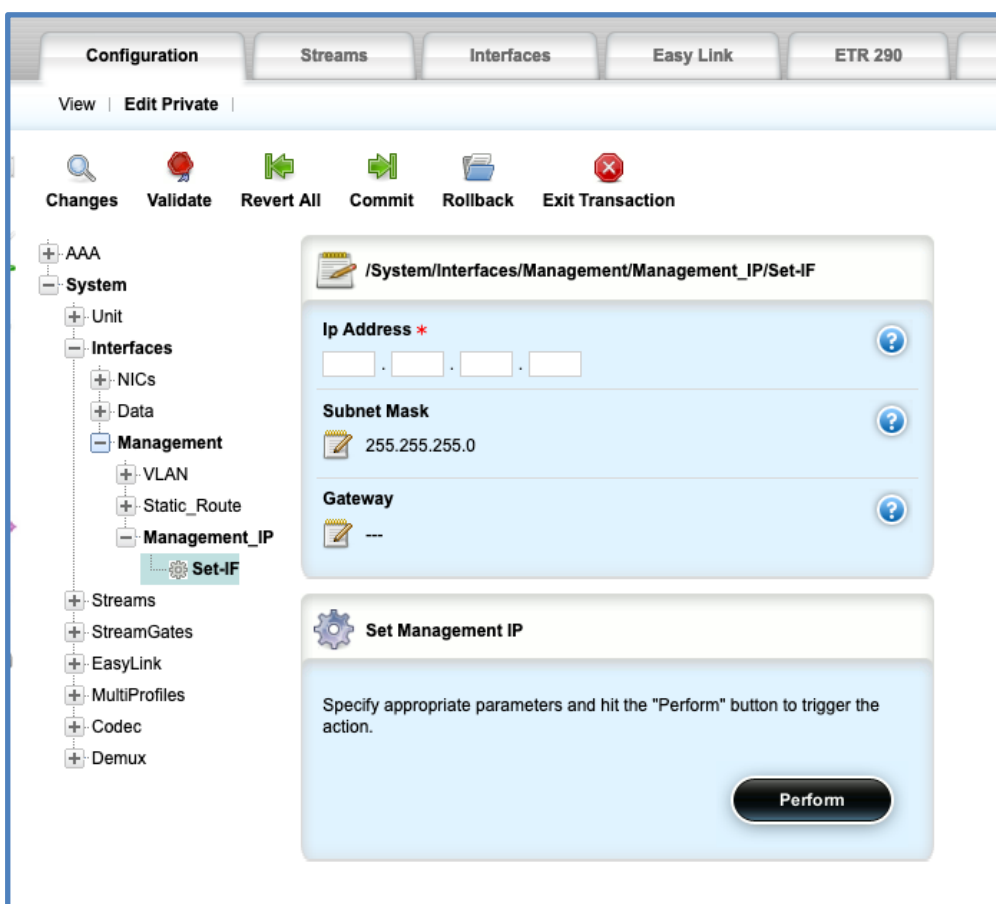 Configuration Streams Interfaces Easy Link ETR 290
View | Edit Private |
Changes Validate Revert All Commit Rollback Exit Transaction
AAA
System
Unit
Interfaces
NICs
Data
Management
VLAN
Static_Route
Management_IP
Set-IF
Streams
StreamGates
EasyLink
MultiProfiles
Codec
Demux
/System/Interfaces/Management/Management_IP/Set-IF
Ip Address *
. . .
Subnet Mask
255.255.255.0
Gateway
---
Set Management IP
Specify appropriate parameters and hit the "Perform" button to trigger the
action.
Perform